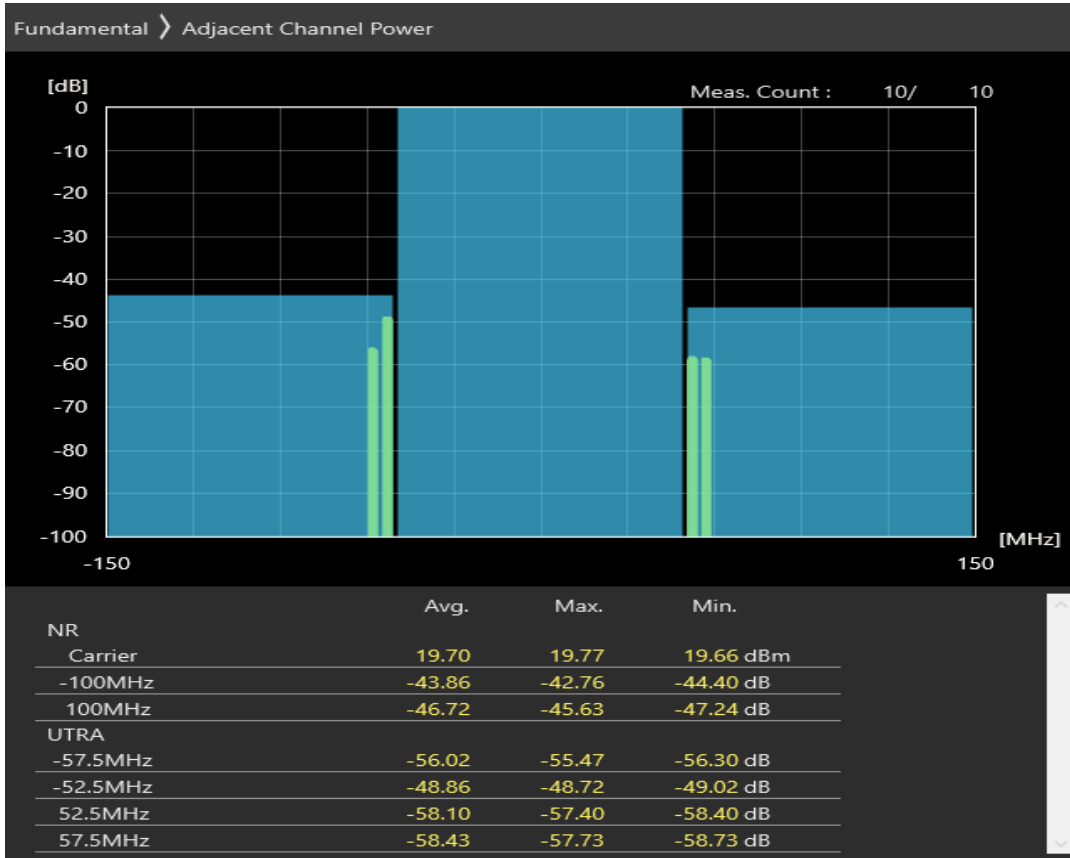 Fundamental ❯ Adjacent Channel Power
[dB]
Meas. Count : 10/ 10
0
-10
-20
-30
-40
-50
-60
-70
-80
-90
-100
[MHz]
-150 150
Avg. Max. Min.
NR
Carrier 19.70 19.77 19.66 dBm
-100MHz -43.86 -42.76 -44.40 dB
100MHz -46.72 -45.63 -47.24 dB
UTRA
-57.5MHz -56.02 -55.47 -56.30 dB
-52.5MHz -48.86 -48.72 -49.02 dB
52.5MHz -58.10 -57.40 -58.40 dB
57.5MHz -58.43 -57.73 -58.73 dB